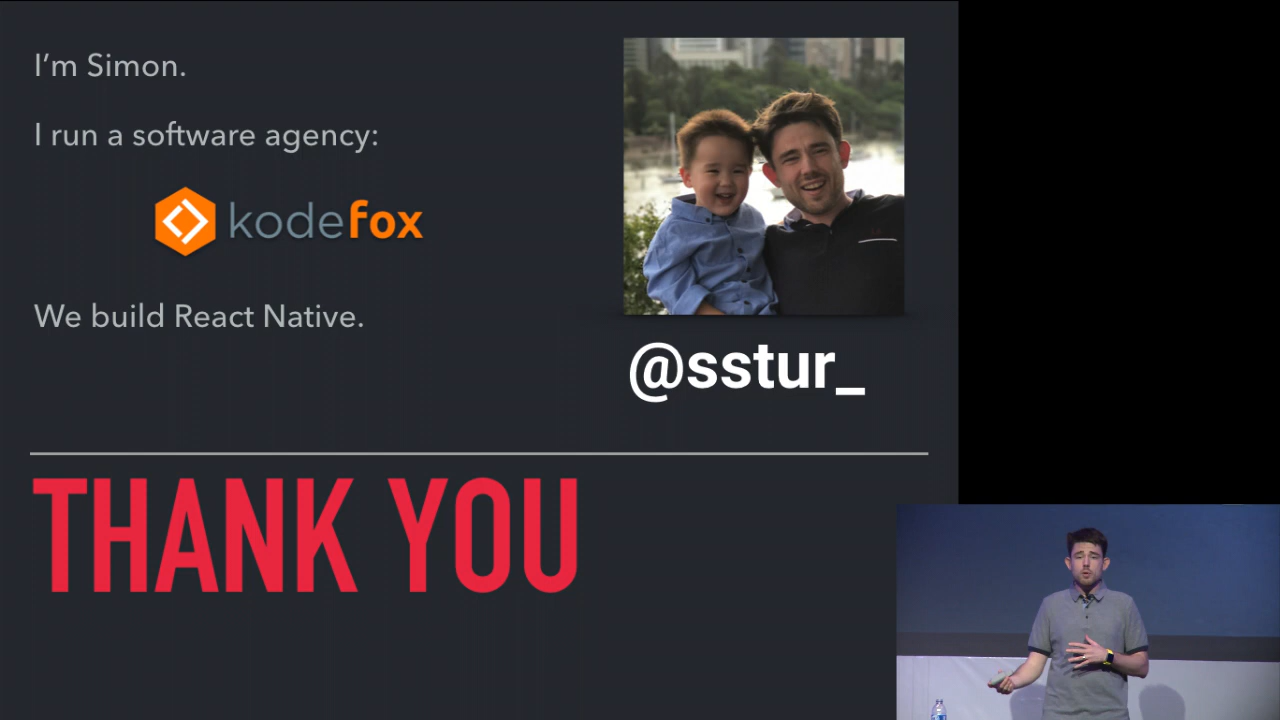 I’m Simon.
I run a software agency:
kodefox
We build React Native.
@sstur_
THANK YOU